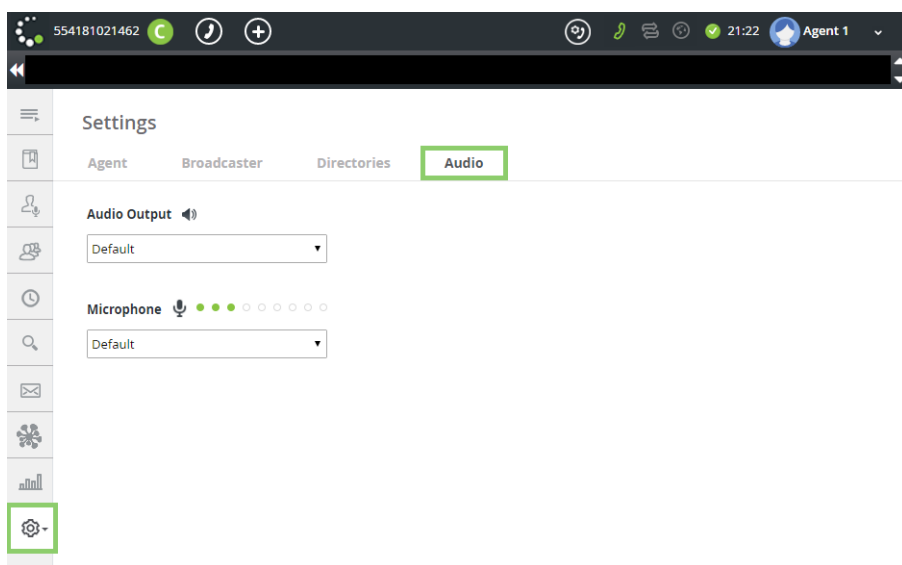 554181021462 C 21:22 Agent 1
Settings
Agent Broadcaster Directories Audio
Audio Output
Default
Microphone
Default